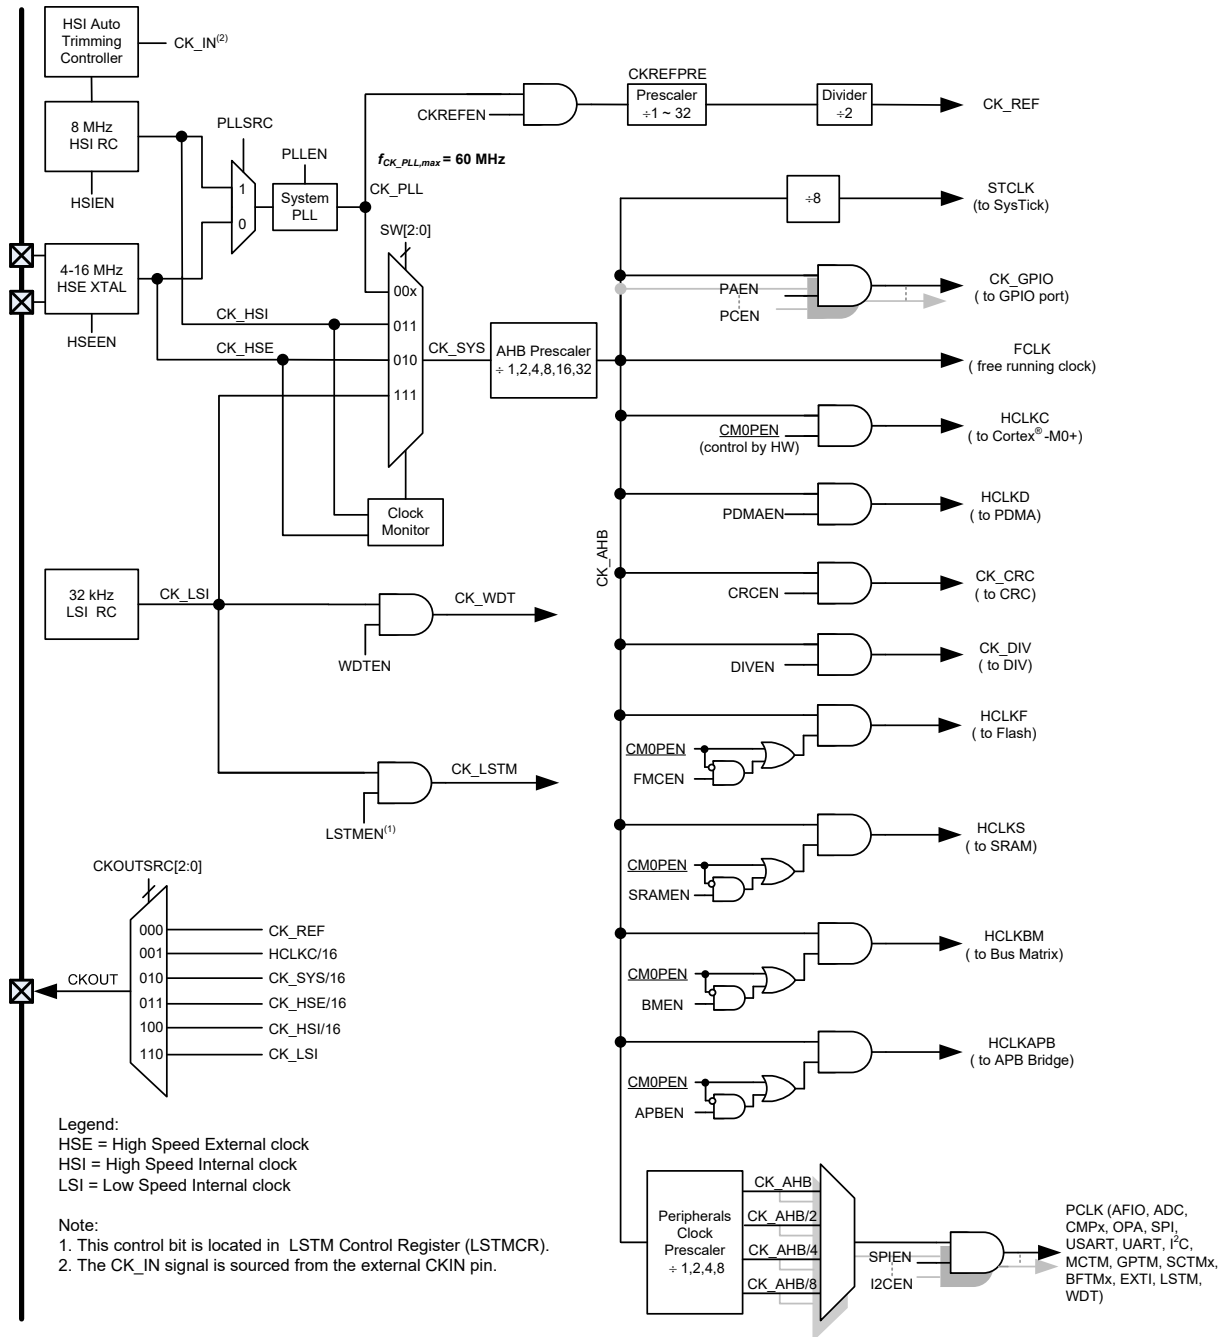 HSI Auto
Trimming
Controller
CK_IN(2)
8 MHz
HSI RC
HSIEN
PLLSRC
1
0
PLLEN
System
PLL
fCK_PLL,max = 60 MHz
CK_PLL
CKREFEN
CKREFPRE
Prescaler
÷1 ~ 32
Divider
÷2
CK_REF
4-16 MHz
HSE XTAL
HSEEN
SW[2:0]
00x
011
010
111
CK_HSI
CK_HSE
CK_SYS
AHB Prescaler
÷ 1,2,4,8,16,32
Clock
Monitor
÷8
STCLK
(to SysTick)
PAEN
PCEN
CK_GPIO
( to GPIO port)
FCLK
( free running clock)
CM0PEN
(control by HW)
HCLKC
( to Cortex®-M0+)
PDMAEN
HCLKD
( to PDMA)
CK_AHB
CRCEN
CK_CRC
( to CRC)
DIVEN
CK_DIV
( to DIV)
CM0PEN
FMCEN
HCLKF
( to Flash)
CM0PEN
SRAMEN
HCLKS
( to SRAM)
CM0PEN
BMEN
HCLKBM
( to Bus Matrix)
CM0PEN
APBEN
HCLKAPB
( to APB Bridge)
32 kHz
LSI RC
CK_LSI
CK_WDT
WDTEN
CK_LSTM
LSTMEN(1)
CKOUTSRC[2:0]
CKOUT
000 CK_REF
001 HCLKC/16
010 CK_SYS/16
011 CK_HSE/16
100 CK_HSI/16
110 CK_LSI
Legend:
HSE = High Speed External clock
HSI = High Speed Internal clock
LSI = Low Speed Internal clock
Note:
1. This control bit is located in LSTM Control Register (LSTMCR).
2. The CK_IN signal is sourced from the external CKIN pin.
Peripherals
Clock
Prescaler
÷ 1,2,4,8
CK_AHB
CK_AHB/2
CK_AHB/4
CK_AHB/8
SPIEN
I2CEN
PCLK (AFIO, ADC,
CMPx, OPA, SPI,
USART, UART, I2C,
MCTM, GPTM, SCTMx,
BFTMx, EXTI, LSTM,
WDT)